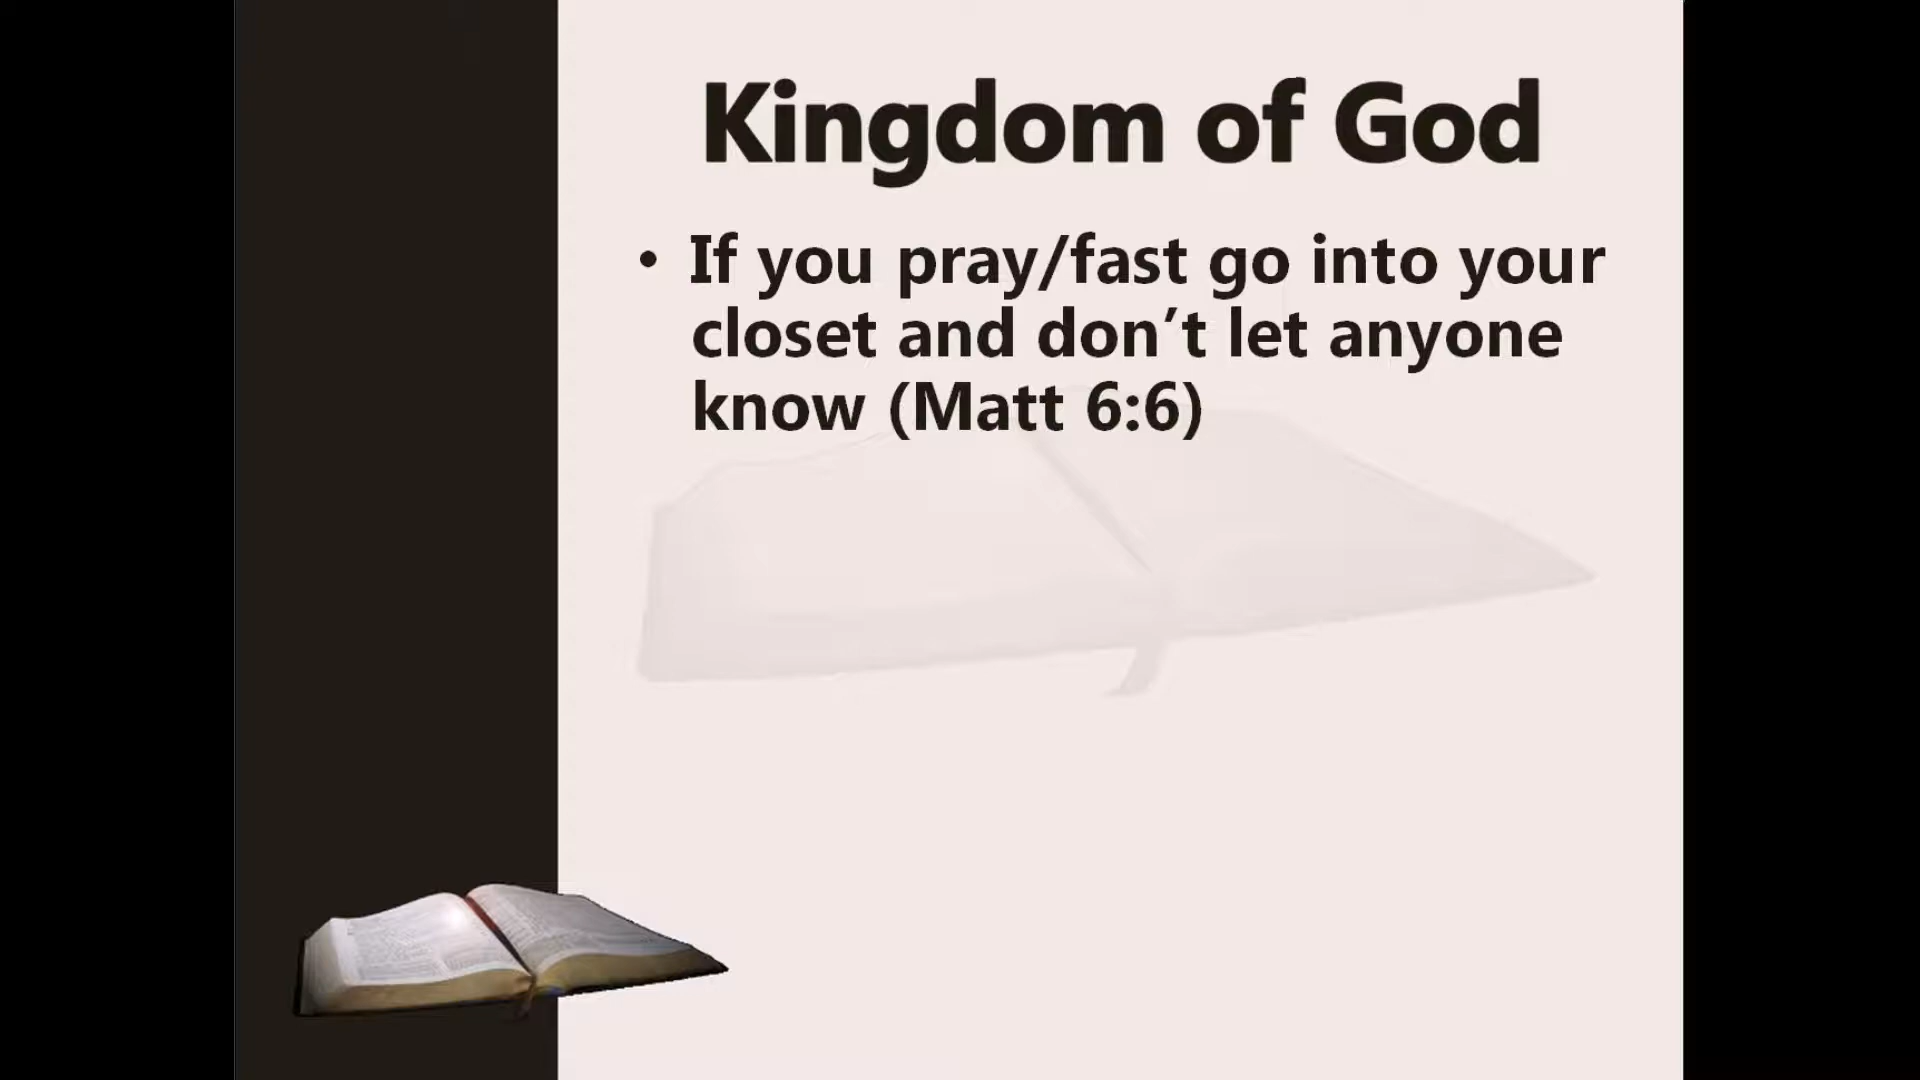 Kingdom of God
• If you pray/fast go into your
closet and don’t let anyone
know (Matt 6:6)